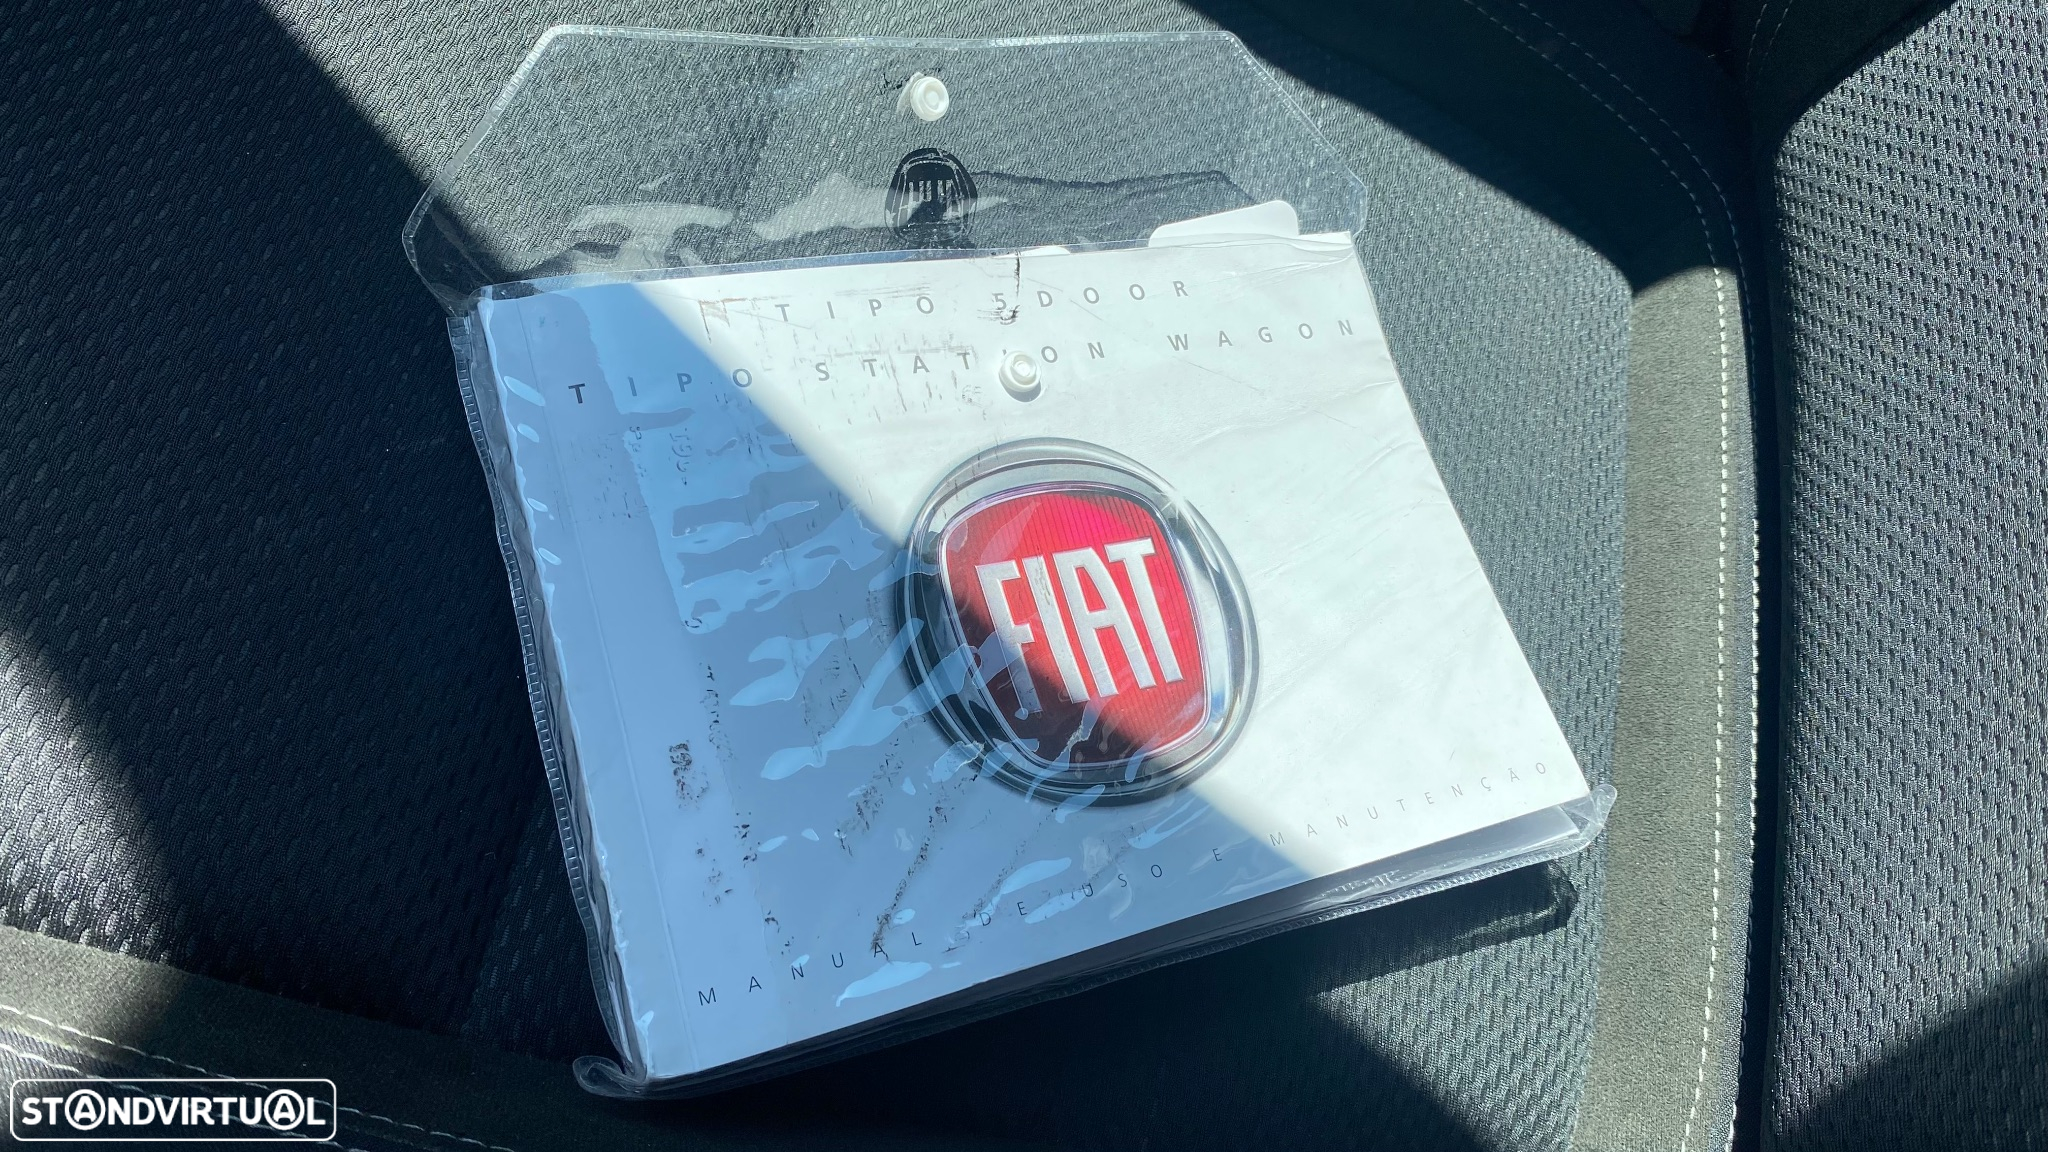 TIPO 5DOOR
TIPO STATION WAGON
FIAT
MANUAL DE USO E MANUTENÇÃO
STANDVIRTUAL